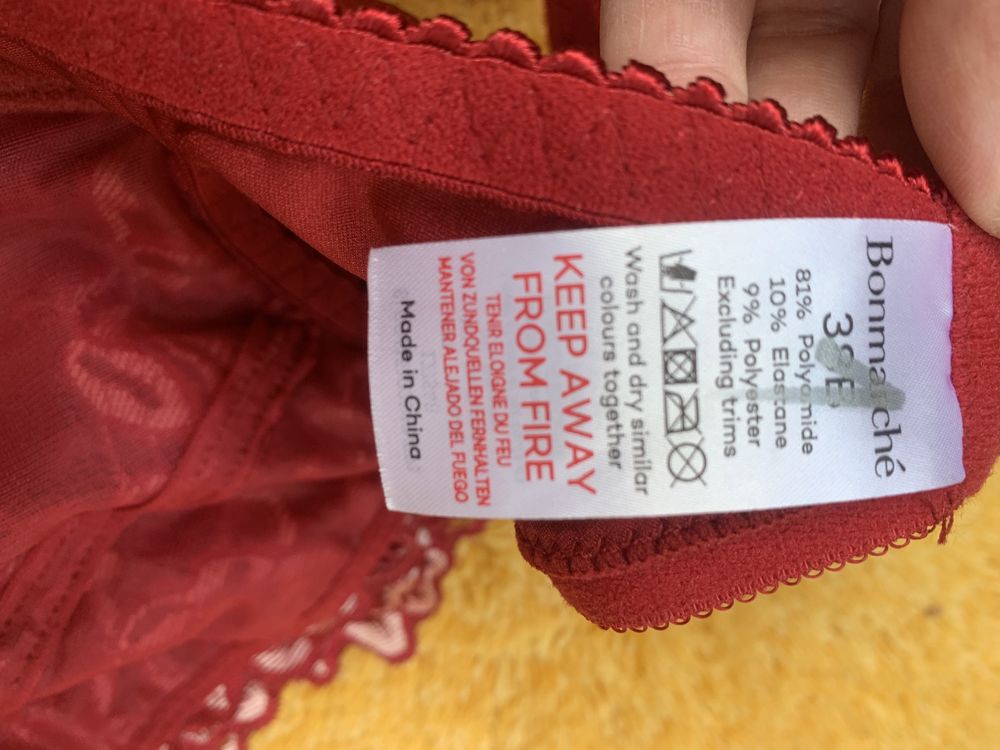 Bonmarché
81% Polyamide
10% Elastane
9% Polyester
Excluding trims
Wash and dry similar
colours together
KEEP AWAY
FROM FIRE
TENIR ELOIGNE DU FEU
VON ZUNDQUELLEN FERNHALTEN
MANTENER ALEJADO DEL FUEGO
Made in China